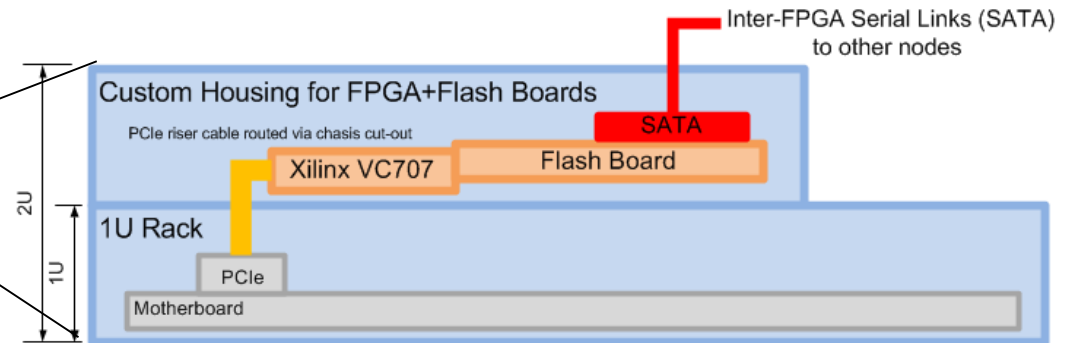 Inter-FPGA Serial Links (SATA)
to other nodes
Custom Housing for FPGA+Flash Boards
PCIe riser cable routed via chasis cut-out
SATA
Xilinx VC707
Flash Board
2U
1U Rack
1U
PCIe
Motherboard